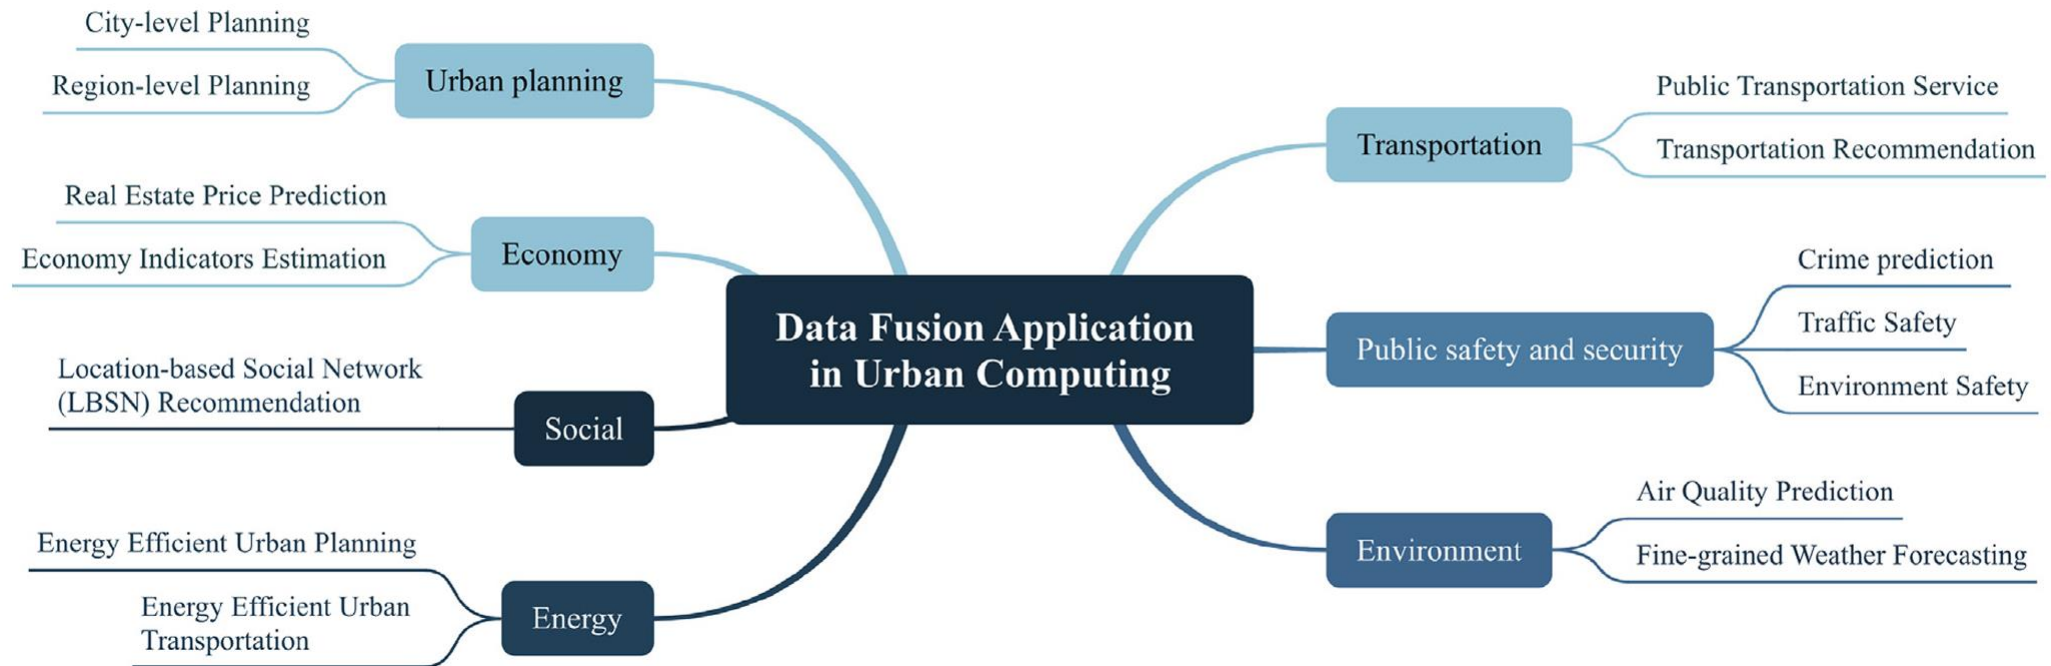 City-level Planning
Region-level Planning
Urban planning
Real Estate Price Prediction
Economy Indicators Estimation
Economy
Location-based Social Network
(LBSN) Recommendation
Social
Energy Efficient Urban Planning
Energy Efficient Urban
Transportation
Energy
Data Fusion Application
in Urban Computing
Transportation
Public Transportation Service
Transportation Recommendation
Public safety and security
Crime prediction
Traffic Safety
Environment Safety
Environment
Air Quality Prediction
Fine-grained Weather Forecasting